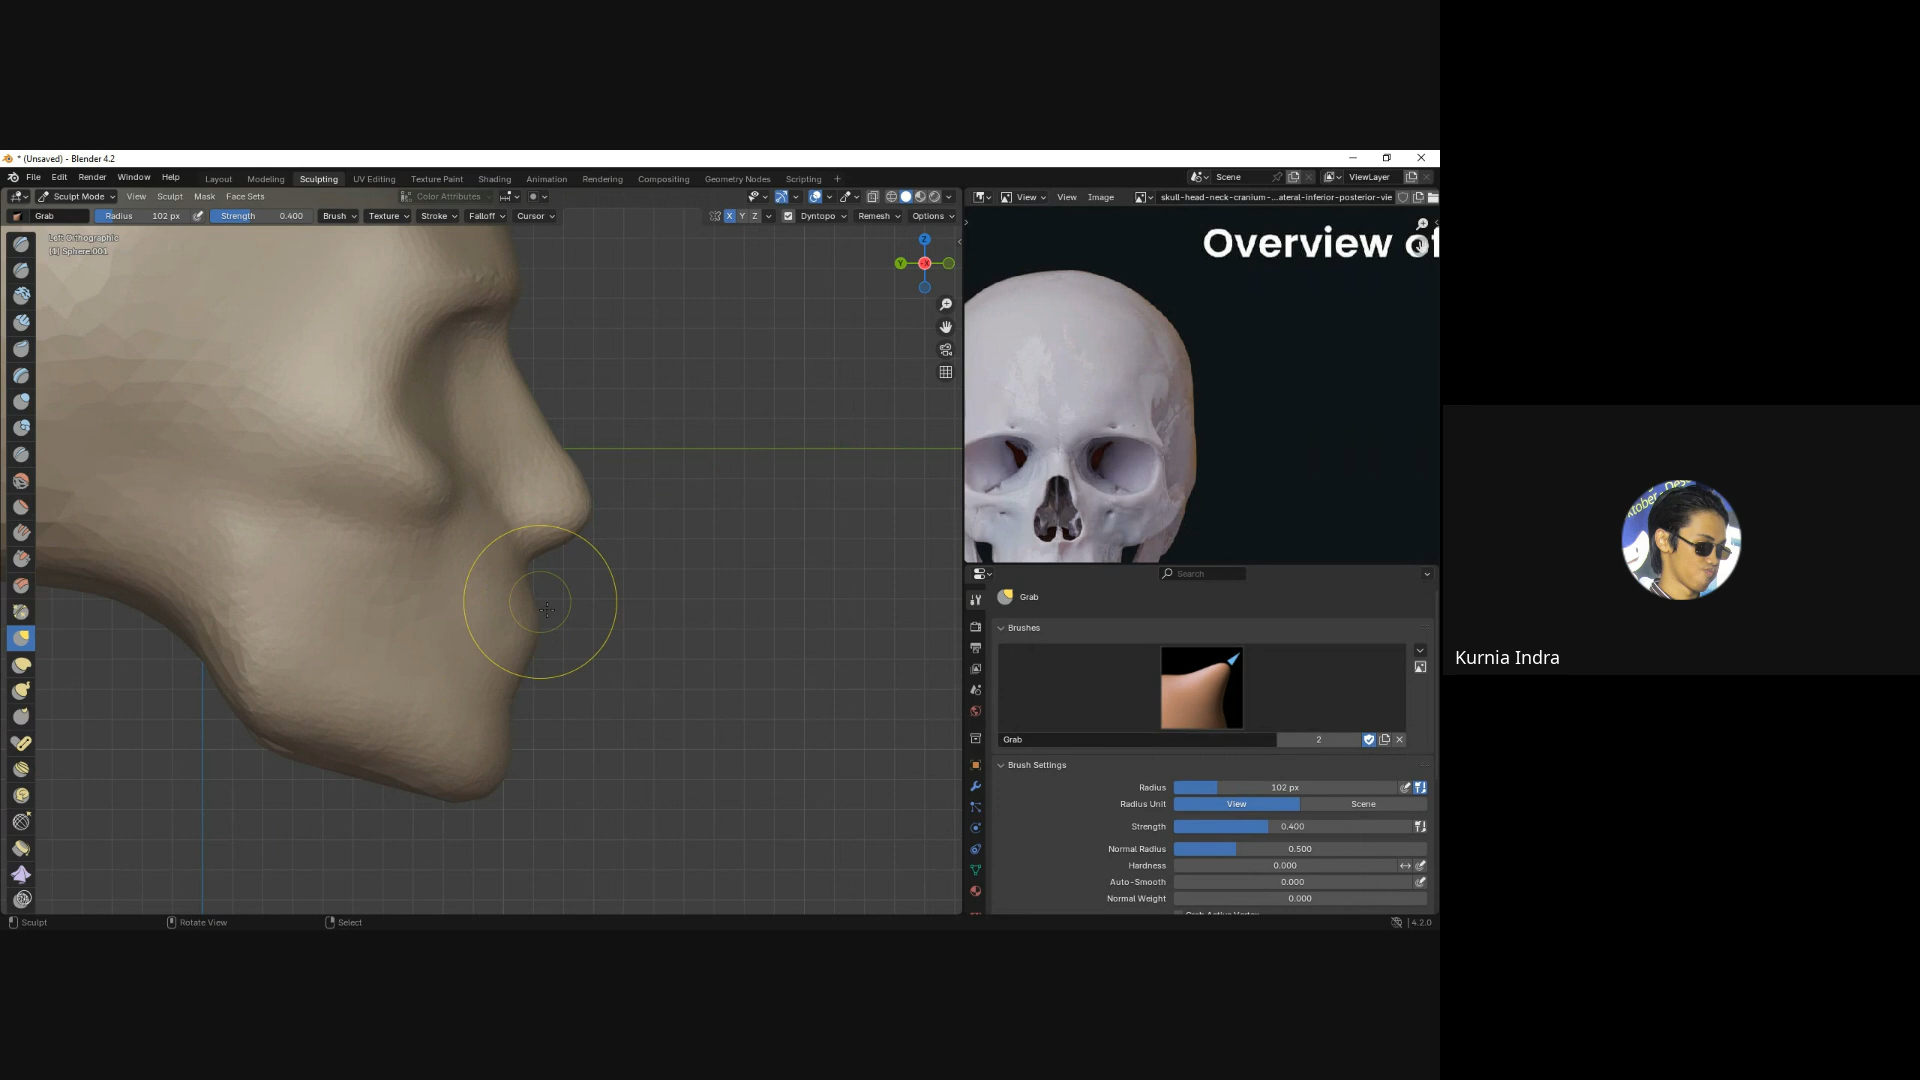 * (Unsaved) - Blender 4.2
File Edit Render Window Help
Layout Modeling Sculpting UV Editing Texture Paint Shading Animation Rendering Compositing Geometry Nodes Scripting +
Scene
ViewLayer
Sculpt Mode View Sculpt Mask Face Sets
Color Attributes
View View Image
skull-head-neck-cranium-...ateral-inferior-posterior-vie
Grab Radius 102 px Strength 0.400 Brush Texture Stroke Falloff Cursor
X Y Z Dyntopo Remesh Options
Left Orthographic
(1) Sphere.001
Z
Y
-X
Overview of
Search
Grab
Brushes
Grab 2
Brush Settings
Radius 102 px
Radius Unit View Scene
Strength 0.400
Normal Radius 0.500
Hardness 0.000
Auto-Smooth 0.000
Normal Weight 0.000
Sculpt Rotate View Select
4.2.0
Kurnia Indra